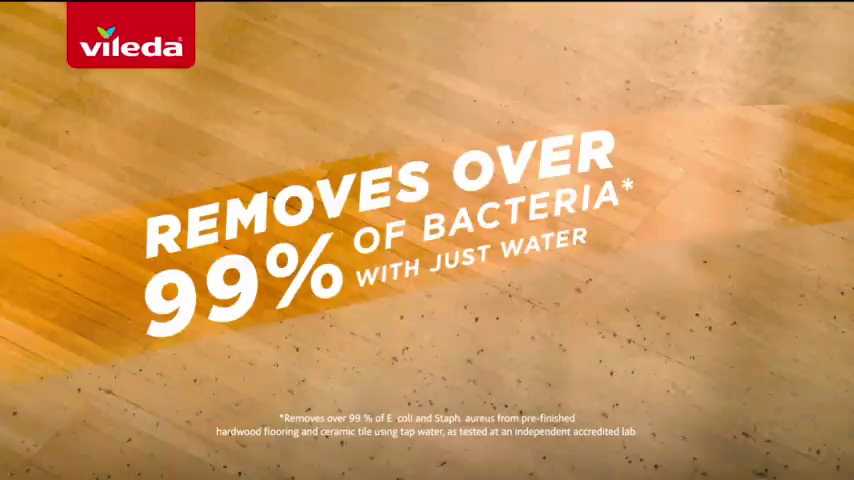 vileda
REMOVES OVER
99% OF BACTERIA*
WITH JUST WATER
*Removes over 99 % of E. coli and Staph. aureus from pre-finished
hardwood flooring and ceramic tile using tap water, as tested at an independent accredited lab